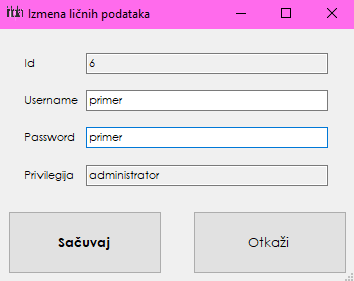 Izmena ličnih podataka
Id 6
Username primer
Password primer
Privilegija administrator
Sačuvaj Otkaži